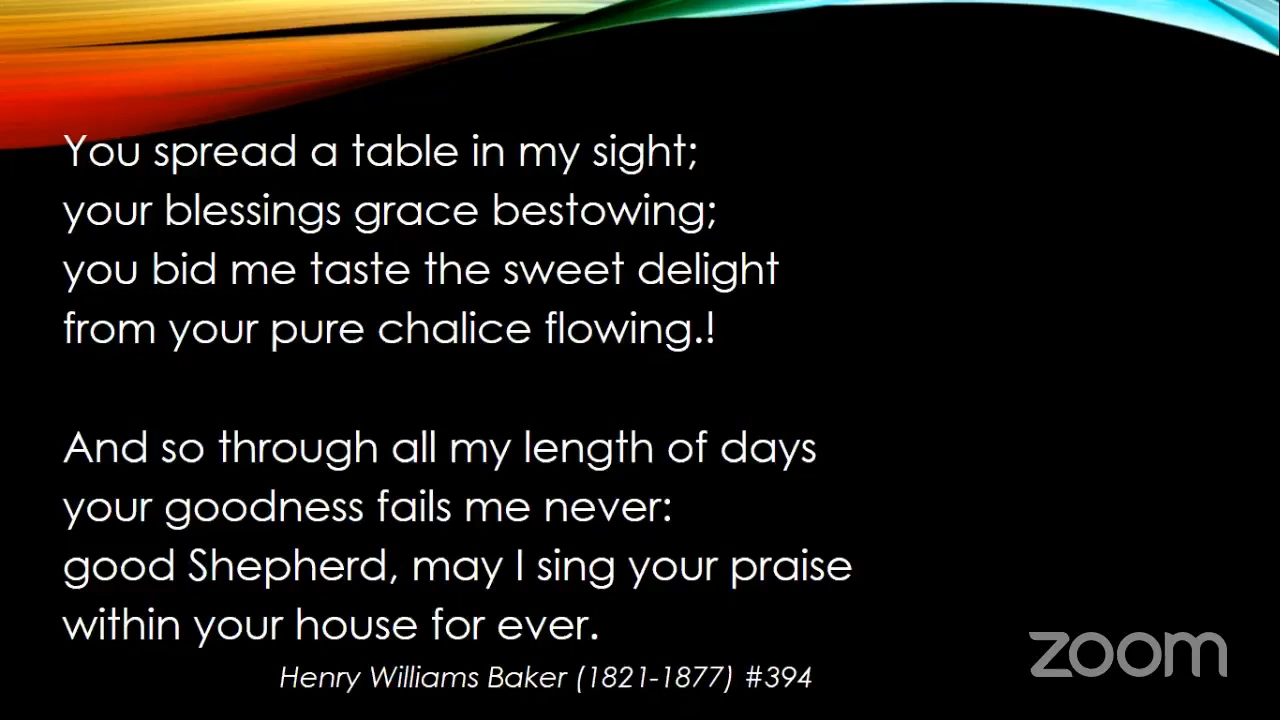 You spread a table in my sight;
your blessings grace bestowing;
you bid me taste the sweet delight
from your pure chalice flowing.!
And so through all my length of days
your goodness fails me never:
good Shepherd, may I sing your praise
within your house for ever.
Henry Williams Baker (1821-1877) #394
zoom